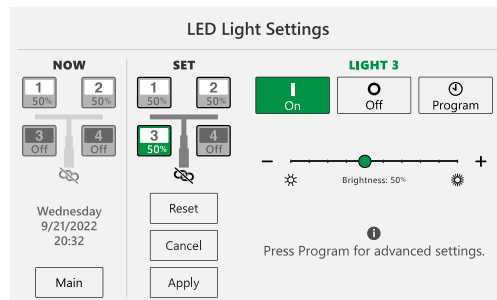 LED Light Settings
NOW
1 2
50% 50%
3 4
Off Off
Wednesday
9/21/2022
20:32
Main
SET
1 2
50% 50%
3 4
50% Off
Reset
Cancel
Apply
LIGHT 3
On Off Program
Brightness: 50%
Press Program for advanced settings.